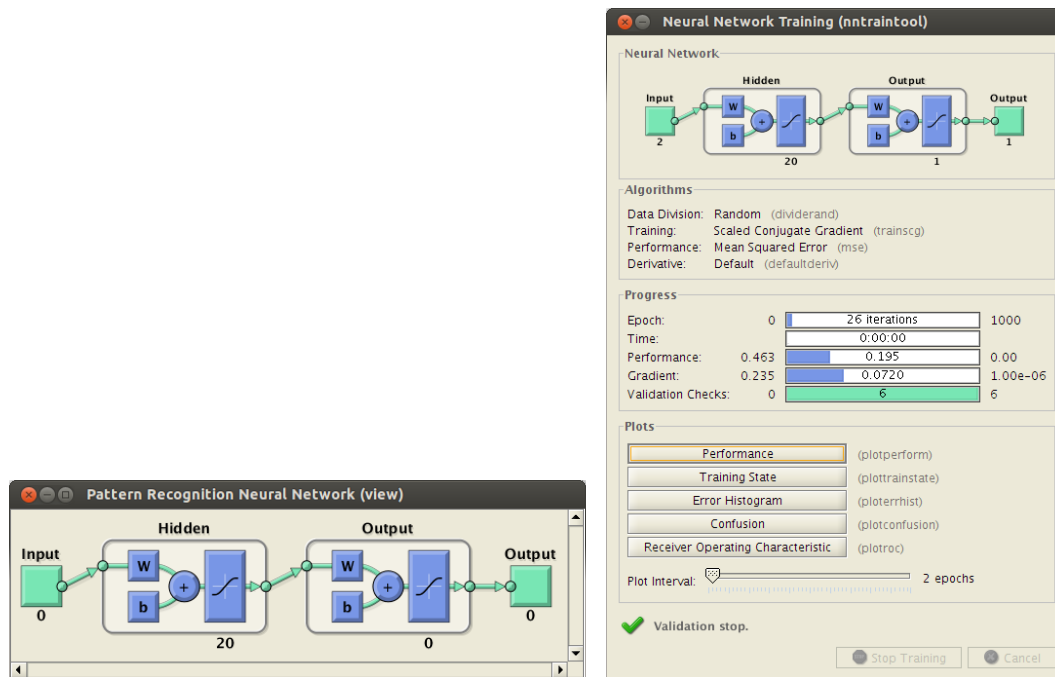 Pattern Recognition Neural Network (view)
Hidden Output
Input Output
W W
+ +
b b
0 0
20 0
Neural Network Training (nntraintool)
Neural Network
Hidden Output
Input Output
W W
+ +
b b
2 1
20 1
Algorithms
Data Division: Random (dividerand)
Training: Scaled Conjugate Gradient (trainscg)
Performance: Mean Squared Error (mse)
Derivative: Default (defaultderiv)
Progress
Epoch: 0 26 iterations 1000
Time: 0:00:00
Performance: 0.463 0.195 0.00
Gradient: 0.235 0.0720 1.00e-06
Validation Checks: 0 6 6
Plots
Performance (plotperform)
Training State (plottrainstate)
Error Histogram (ploterrhist)
Confusion (plotconfusion)
Receiver Operating Characteristic (plotroc)
Plot Interval: 2 epochs
Validation stop.
Stop Training Cancel